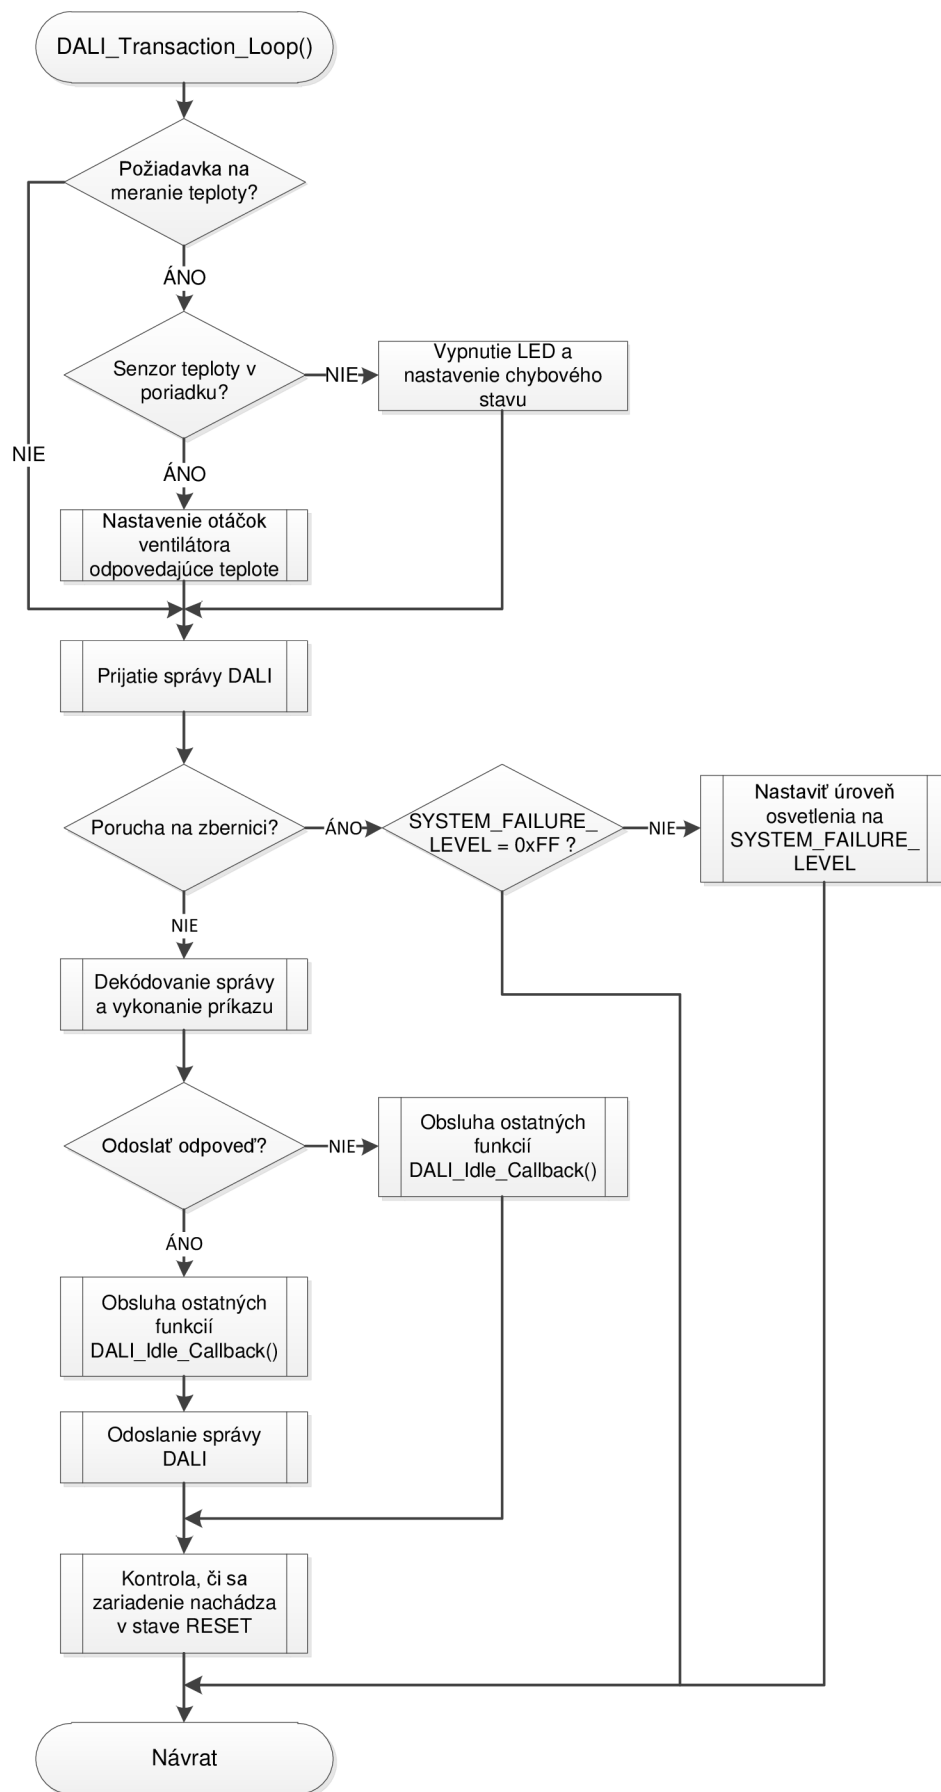 DALI_Transaction_Loop()
Požiadavka na
meranie teploty?
ÁNO
Senzor teploty v
poriadku?
NIE
Vypnutie LED a
nastavenie chybového
stavu
NIE
ÁNO
Nastavenie otáčok
ventilátora
odpovedajúce teplote
Prijatie správy DALI
Porucha na zbernici?
ÁNO
SYSTEM_FAILURE_
LEVEL = 0xFF ?
NIE
Nastaviť úroveň
osvetlenia na
SYSTEM_FAILURE_
LEVEL
NIE
Dekódovanie správy
a vykonanie príkazu
Odoslať odpoveď?
NIE
Obsluha ostatných
funkcií
DALI_Idle_Callback()
ÁNO
Obsluha ostatných
funkcií
DALI_Idle_Callback()
Odoslanie správy
DALI
Kontrola, či sa
zariadenie nachádza
v stave RESET
Návrat